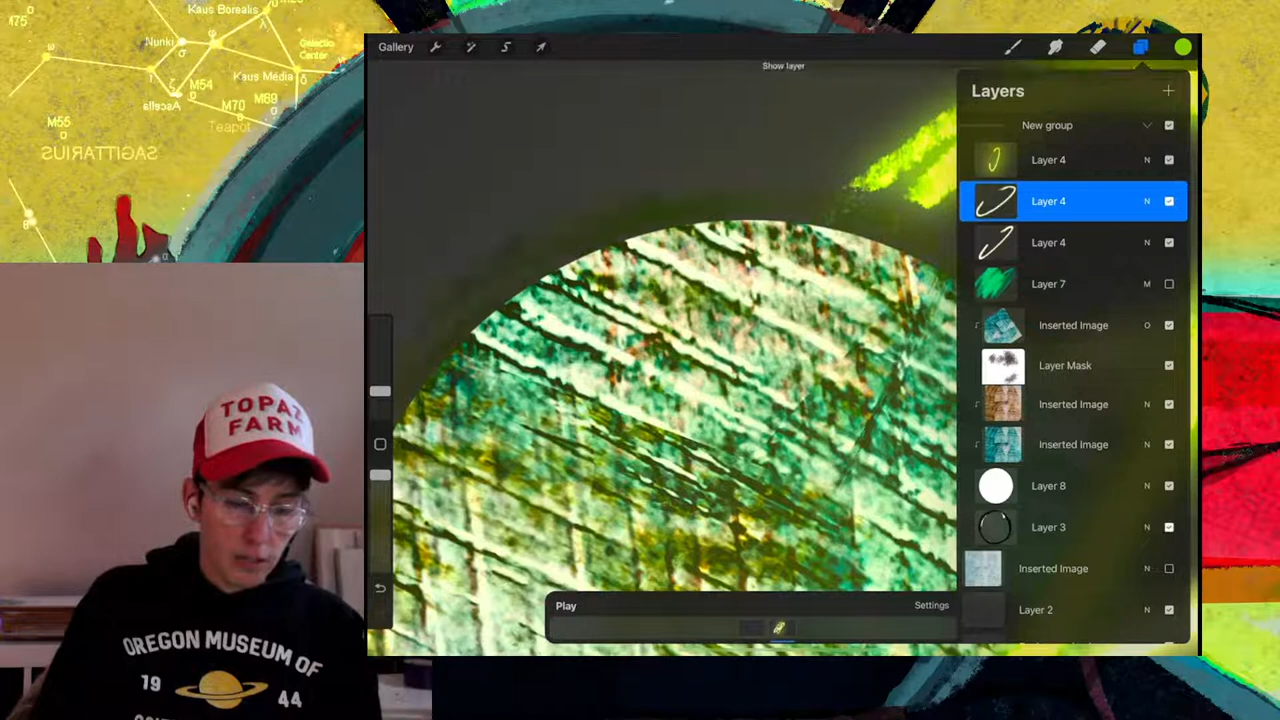 M75
Kaus Borealis
M28
Nunki
Galactic
Center
Kaus Media
M54
Ascella
M70
M69
Teapot
M55
SAGITTARIUS
Gallery
Show layer
Layers
New group
Layer 4 N
Layer 4 N
Layer 4 N
Layer 7 M
Inserted Image O
Layer Mask
Inserted Image N
Inserted Image N
Layer 8 N
Layer 3 N
Inserted Image N
Layer 2 N
Play
Settings
TOPAZ
FARM
OREGON MUSEUM OF
19 44